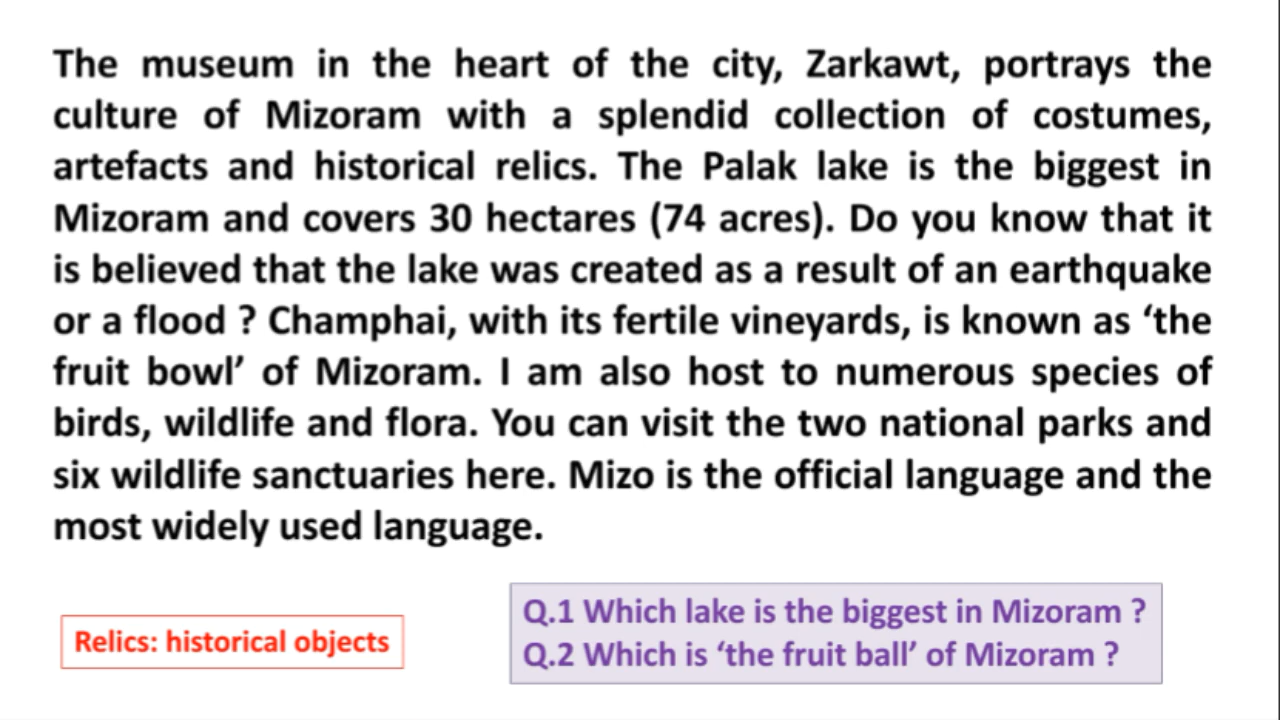 The museum in the heart of the city, Zarkawt, portrays the
culture of Mizoram with a splendid collection of costumes,
artefacts and historical relics. The Palak lake is the biggest in
Mizoram and covers 30 hectares (74 acres). Do you know that it
is believed that the lake was created as a result of an earthquake
or a flood ? Champhai, with its fertile vineyards, is known as ‘the
fruit bowl’ of Mizoram. I am also host to numerous species of
birds, wildlife and flora. You can visit the two national parks and
six wildlife sanctuaries here. Mizo is the official language and the
most widely used language.
Relics: historical objects
Q.1 Which lake is the biggest in Mizoram ?
Q.2 Which is ‘the fruit ball’ of Mizoram ?